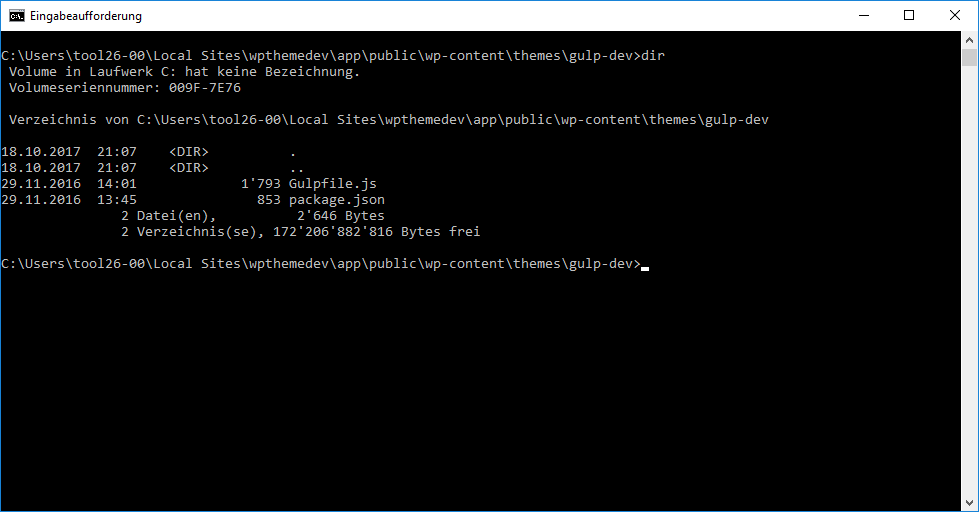 Eingabeaufforderung
C:\Users\tool26-00\Local Sites\wpthemedev\app\public\wp-content\themes\gulp-dev>dir
 Volume in Laufwerk C: hat keine Bezeichnung.
 Volumeseriennummer: 009F-7E76
 Verzeichnis von C:\Users\tool26-00\Local Sites\wpthemedev\app\public\wp-content\themes\gulp-dev
18.10.2017  21:07    <DIR>          .
18.10.2017  21:07    <DIR>          ..
29.11.2016  14:01             1'793 Gulpfile.js
29.11.2016  13:45               853 package.json
               2 Datei(en),          2'646 Bytes
               2 Verzeichnis(se), 172'206'882'816 Bytes frei
C:\Users\tool26-00\Local Sites\wpthemedev\app\public\wp-content\themes\gulp-dev>